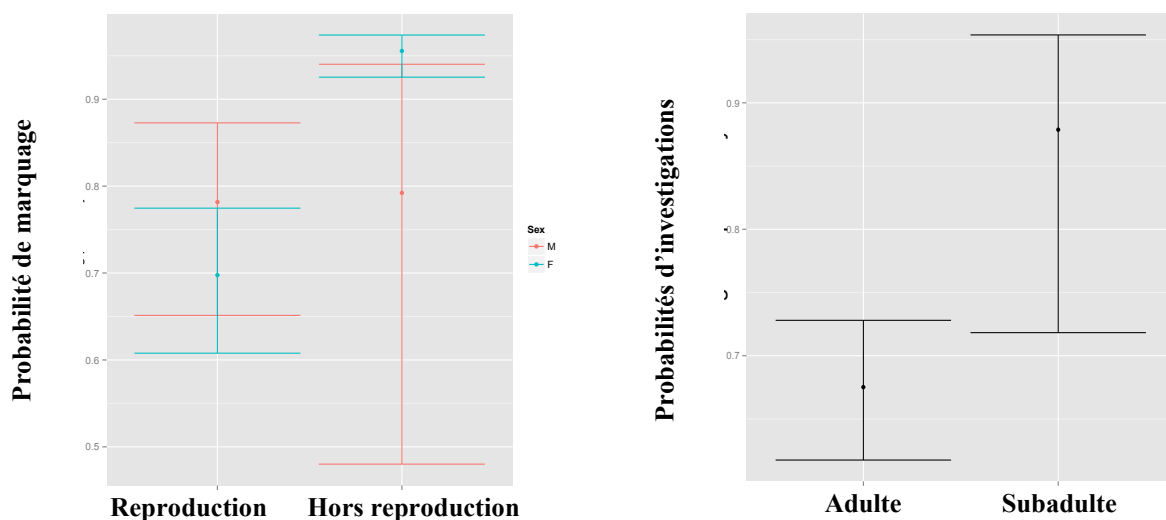 Probabilité de marquage
0.9
0.8
0.7
0.6
0.5
Reproduction
Hors reproduction
Sex
M
F
Probabilités d’investigations
0.9
0.8
0.7
Adulte
Subadulte